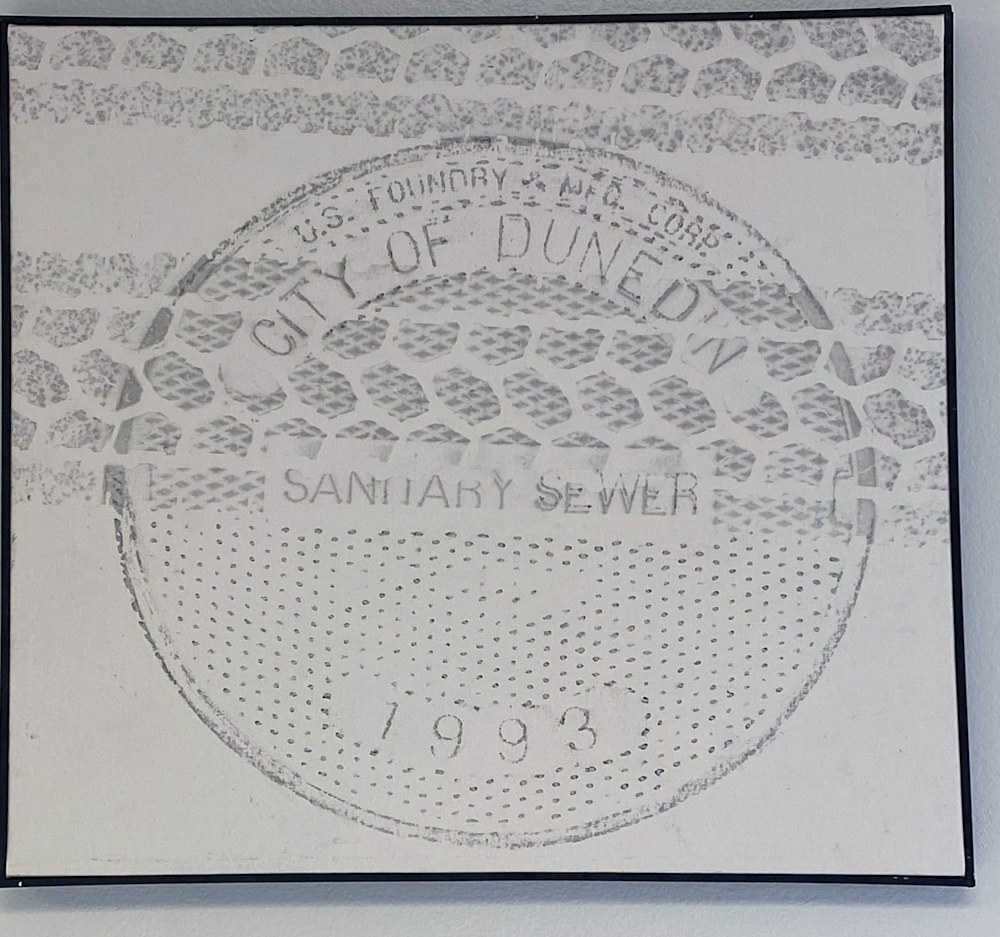 U.S. FOUNDRY & MFG. CORP.
CITY OF DUNEDIN
SANITARY SEWER
1993